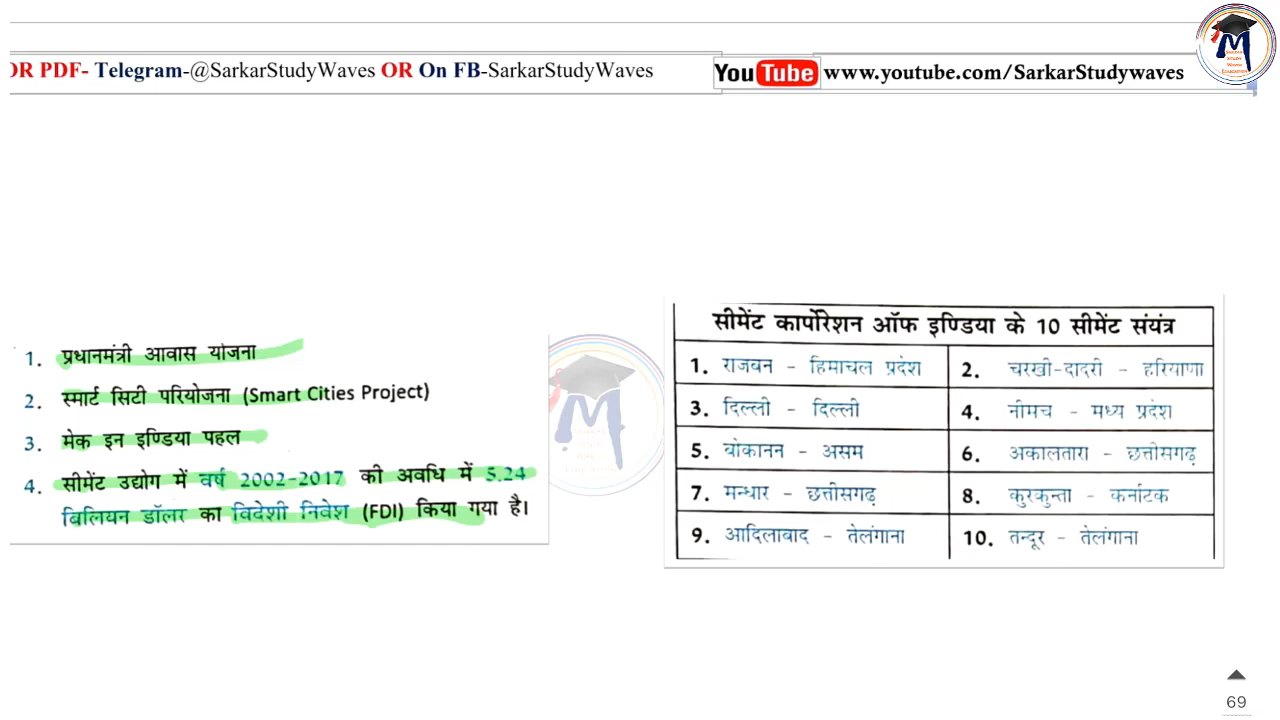 OR PDF- Telegram-@SarkarStudyWaves OR On FB-SarkarStudyWaves
YouTube www.youtube.com/SarkarStudywaves
M
SARKAR
STUDY
WAVES
EDUCATION
1. प्रधानमंत्री आवास योजना
2. स्मार्ट सिटी परियोजना (Smart Cities Project)
3. मेक इन इण्डिया पहल
4. सीमेंट उद्योग में वर्ष 2002-2017 की अवधि में 5.24
बिलियन डॉलर का विदेशी निवेश (FDI) किया गया है।
सीमेंट कार्पोरेशन ऑफ इण्डिया के 10 सीमेंट संयंत्र
1. राजबन - हिमाचल प्रदेश 2. चरखी-दादरी - हरियाणा
3. दिल्ली - दिल्ली 4. नीमच - मध्य प्रदेश
5. बोकानन - असम 6. अकालतारा - छत्तीसगढ़
7. मन्धार - छत्तीसगढ़ 8. कुरकुन्ता - कर्नाटक
9. आदिलाबाद - तेलंगाना 10. तन्दूर - तेलंगाना
69